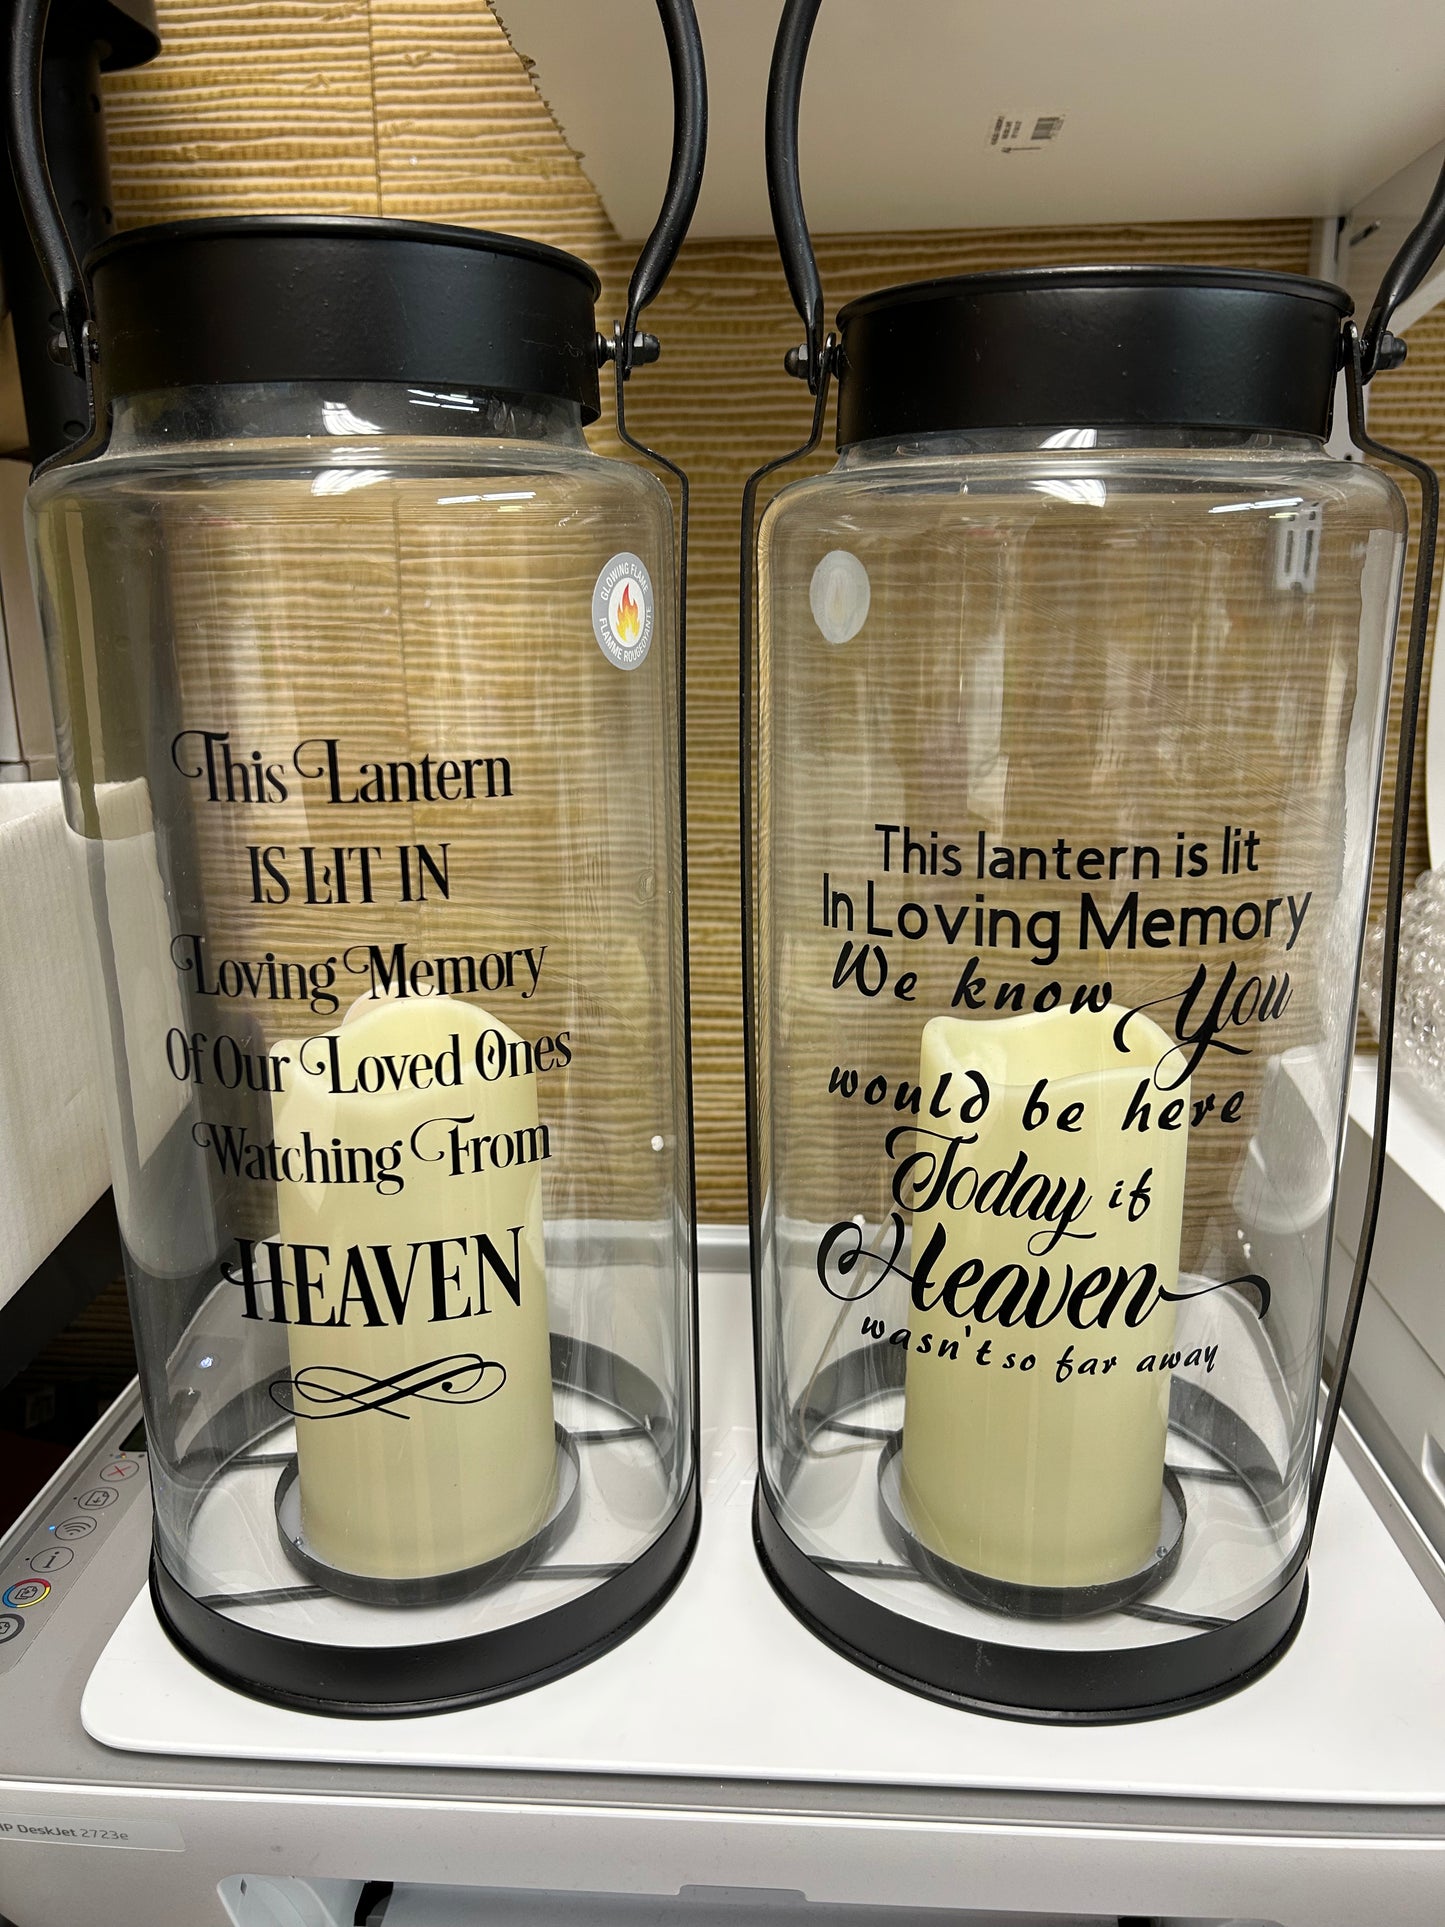 GLOWING FLAME
FLAMME ROUGEOYANTE
This Lantern
IS LIT IN
Loving Memory
Of Our Loved Ones
Watching From
HEAVEN
This lantern is lit
In Loving Memory
We know You
would be here
Today if
Heaven
wasn't so far away
HP DeskJet 2723e